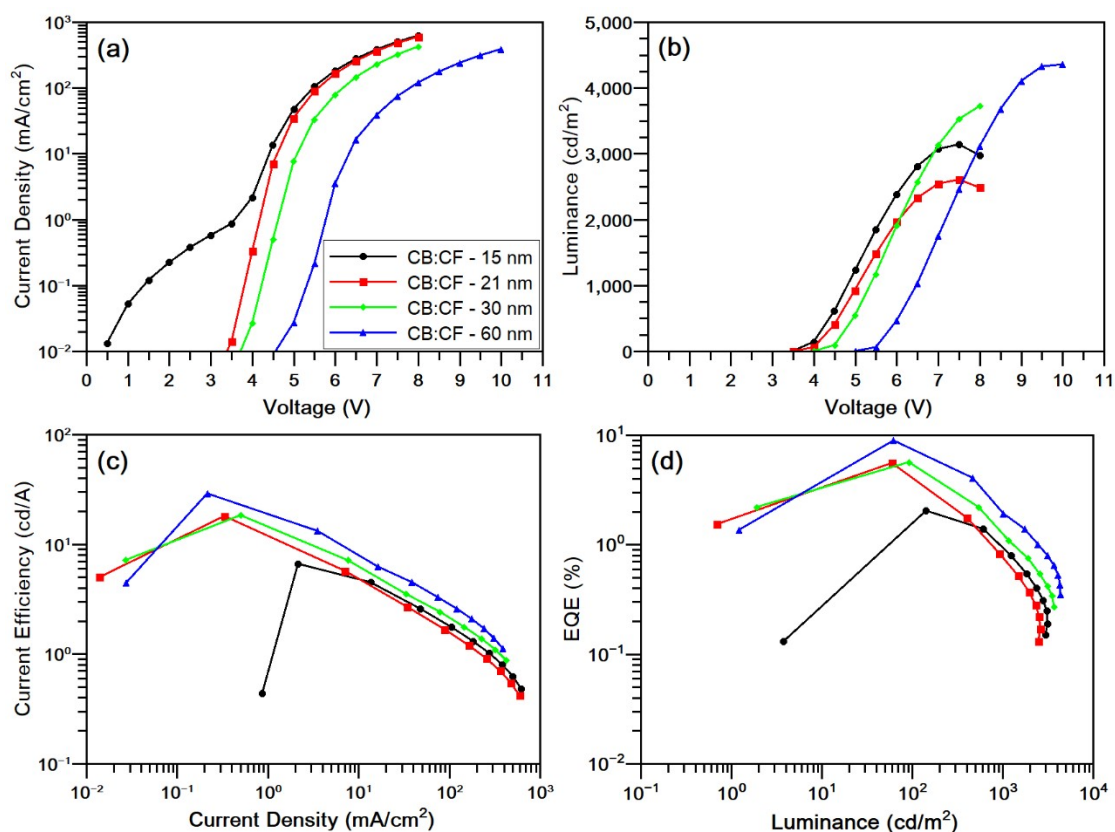 (a)
Current Density (mA/cm²)
10³
10²
10¹
10⁰
10⁻¹
10⁻²
CB:CF - 15 nm
CB:CF - 21 nm
CB:CF - 30 nm
CB:CF - 60 nm
0 1 2 3 4 5 6 7 8 9 10 11
Voltage (V)
(b)
Luminance (cd/m²)
5,000
4,000
3,000
2,000
1,000
0
0 1 2 3 4 5 6 7 8 9 10 11
Voltage (V)
(c)
Current Efficiency (cd/A)
10²
10¹
10⁰
10⁻¹
10⁻² 10⁻¹ 10⁰ 10¹ 10² 10³
Current Density (mA/cm²)
(d)
EQE (%)
10¹
10⁰
10⁻¹
10⁻²
10⁻¹ 10⁰ 10¹ 10² 10³ 10⁴
Luminance (cd/m²)